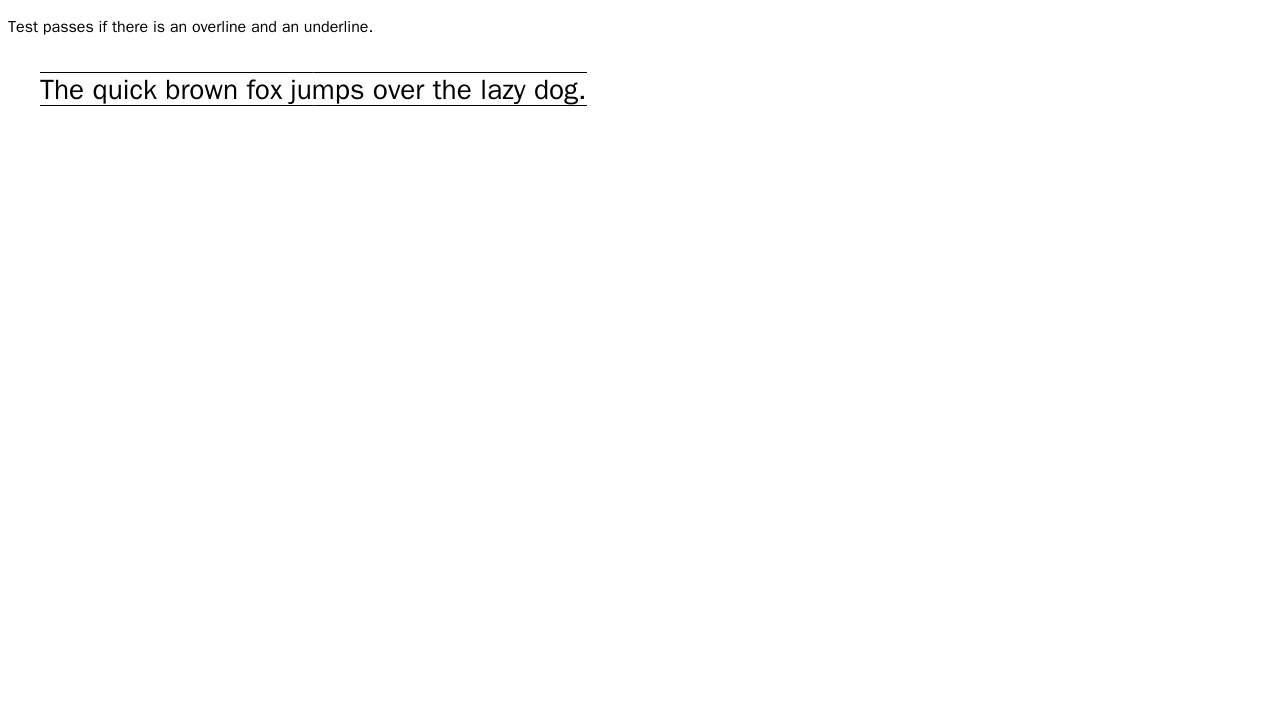 Test passes if there is an overline and an underline.
The quick brown fox jumps over the lazy dog.